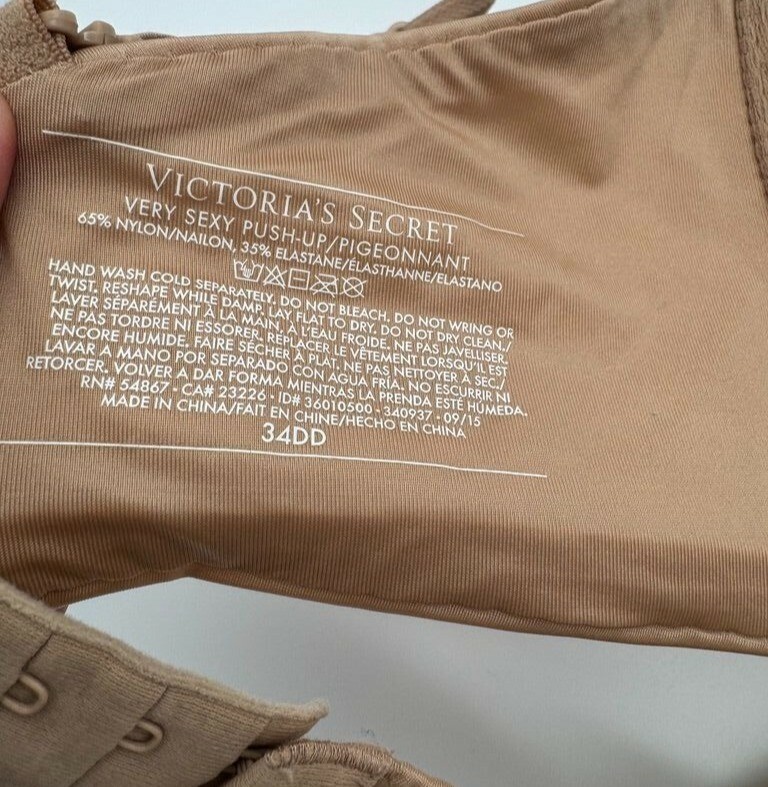 VICTORIA'S SECRET
VERY SEXY PUSH-UP/PIGEONNANT
65% NYLON/NAILON, 35% ELASTANE/ÉLASTHANNE/ELASTANO
HAND WASH COLD SEPARATELY. DO NOT BLEACH. DO NOT WRING OR
TWIST. RESHAPE WHILE DAMP. LAY FLAT TO DRY. DO NOT DRY CLEAN./
LAVER SÉPARÉMENT À LA MAIN, À L'EAU FROIDE. NE PAS JAVELLISER.
NE PAS TORDRE NI ESSORER. REPLACER LE VÊTEMENT LORSQU'IL EST
ENCORE HUMIDE. FAIRE SÉCHER À PLAT. NE PAS NETTOYER À SEC./
LAVAR A MANO POR SEPARADO CON AGUA FRÍA. NO ESCURRIR NI
RETORCER. VOLVER A DAR FORMA MIENTRAS LA PRENDA ESTÉ HÚMEDA.
RN# 54867 - CA# 23226 - ID# 36010500 - 340937 - 09/15
MADE IN CHINA/FAIT EN CHINE/HECHO EN CHINA
34DD